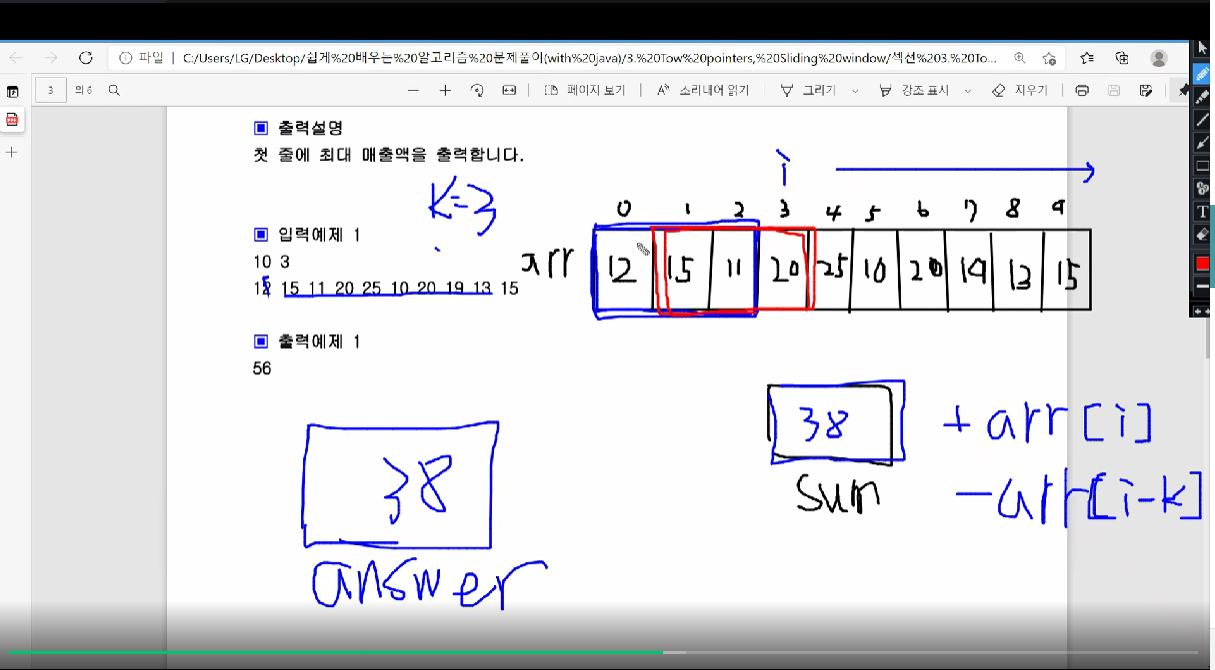 파일 | C:/Users/LG/Desktop/쉽게%20배우는%20알고리즘%20문제풀이(with%20java)/3.%20Tow%20pointers,%20Sliding%20window/섹션%203.%20To...
3 의 6 페이지 보기 소리내어 읽기 그리기 강조 표시 지우기
출력설명
첫 줄에 최대 매출액을 출력합니다.
K=3
i
입력예제 1
10 3
12 15 11 20 25 10 20 19 13 15
0 1 2 3 4 5 6 7 8 9
arr 12 15 11 20 25 10 20 19 13 15
출력예제 1
56
38 + arr[i]
sum - arr[i-k]
38
answer